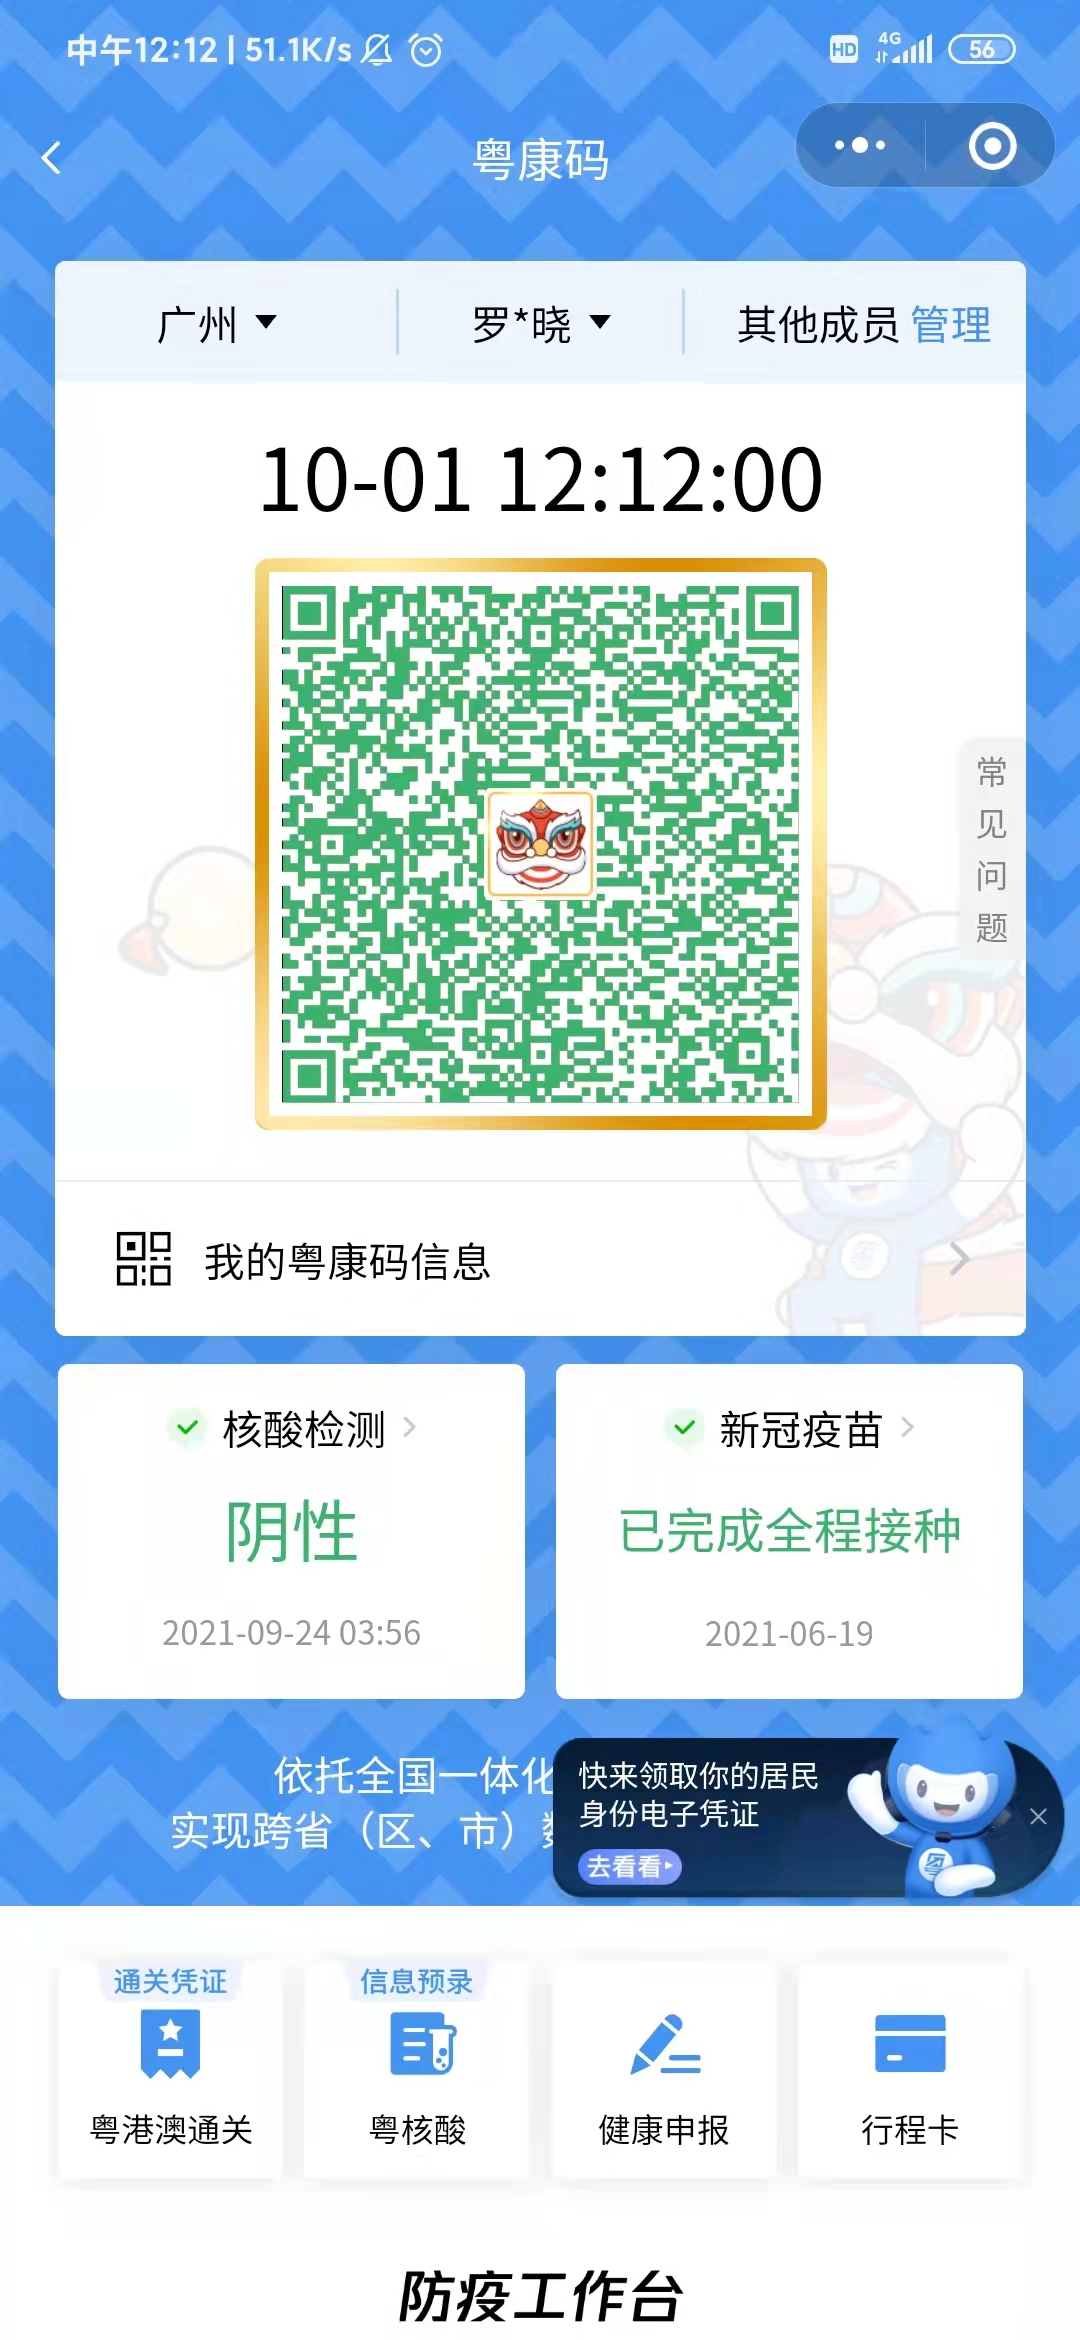 中午12:12 | 51.1K/s
HD 4G 56
粤康码
广州 罗*晓 其他成员 管理
10-01 12:12:00
常见问题
我的粤康码信息
核酸检测
阴性
2021-09-24 03:56
新冠疫苗
已完成全程接种
2021-06-19
依托全国一体化
实现跨省（区、市）
快来领取你的居民
身份电子凭证
去看看
粤
通关凭证
粤港澳通关
信息预录
粤核酸
健康申报
行程卡
防疫工作台